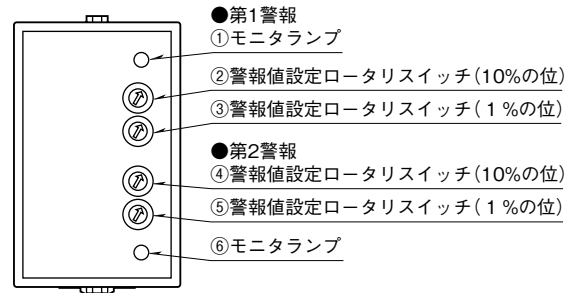 ●第1警報
①モニタランプ
②警報値設定ロータリスイッチ(10%の位)
③警報値設定ロータリスイッチ( 1 %の位)
●第2警報
④警報値設定ロータリスイッチ(10%の位)
⑤警報値設定ロータリスイッチ( 1 %の位)
⑥モニタランプ